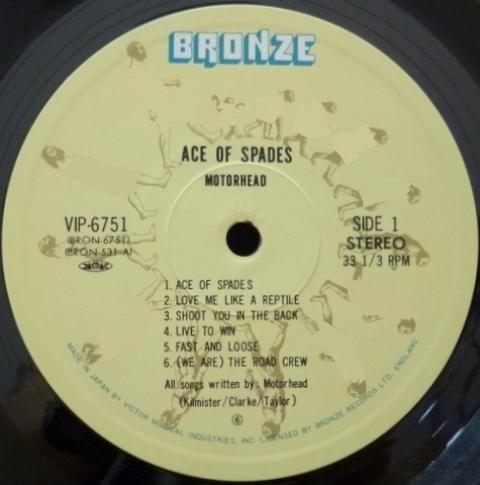 BRONZE
ACE OF SPADES
MOTORHEAD
VIP-6751
(BRON-6751)
(BRON-531-A)
JASRAC
SIDE 1
STEREO
33 1/3 RPM
1. ACE OF SPADES
2. LOVE ME LIKE A REPTILE
3. SHOOT YOU IN THE BACK
4. LIVE TO WIN
5. FAST AND LOOSE
6. (WE ARE) THE ROAD CREW
All songs written by: Motorhead
(Kilmister/Clarke/Taylor)
6
MADE IN JAPAN BY VICTOR MUSICAL INDUSTRIES, INC. LICENSED BY BRONZE RECORDS LTD., ENGLAND